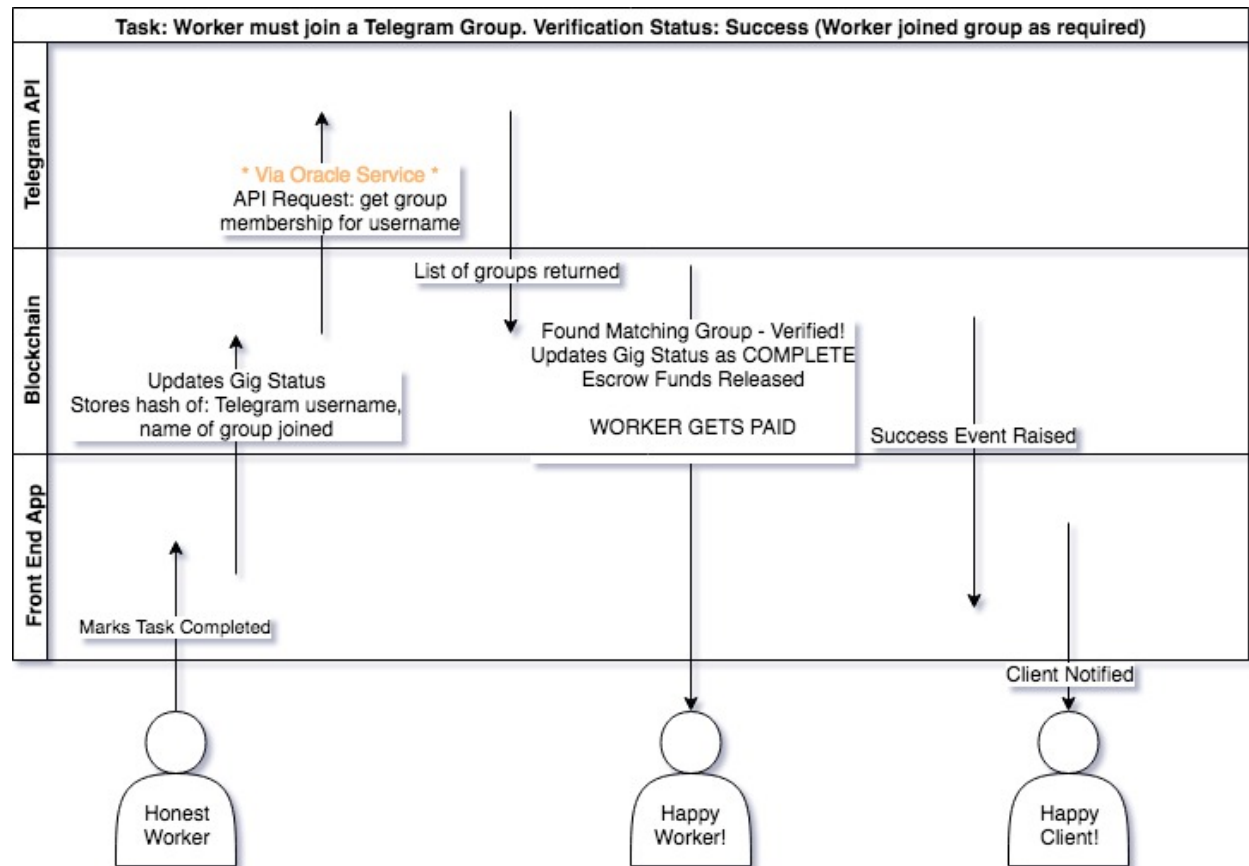 Task: Worker must join a Telegram Group. Verification Status: Success (Worker joined group as required)
Telegram API
* Via Oracle Service *
API Request: get group
membership for username
Blockchain
List of groups returned
Found Matching Group - Verified!
Updates Gig Status as COMPLETE
Escrow Funds Released
WORKER GETS PAID
Updates Gig Status
Stores hash of: Telegram username,
name of group joined
Success Event Raised
Front End App
Marks Task Completed
Client Notified
Honest
Worker
Happy
Worker!
Happy
Client!